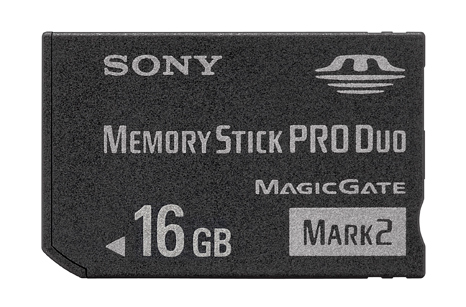 SONY
MEMORY STICK PRO DUO
MAGICGATE
16 GB
MARK2